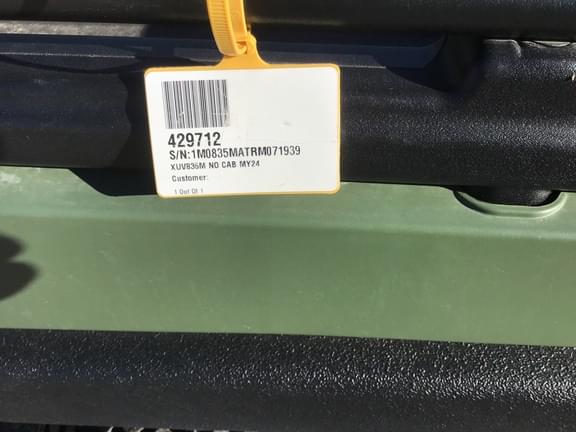 429712
S/N:1M0835MATRM071939
XUV835M NO CAB MY24
Customer:
1 Out Of 1